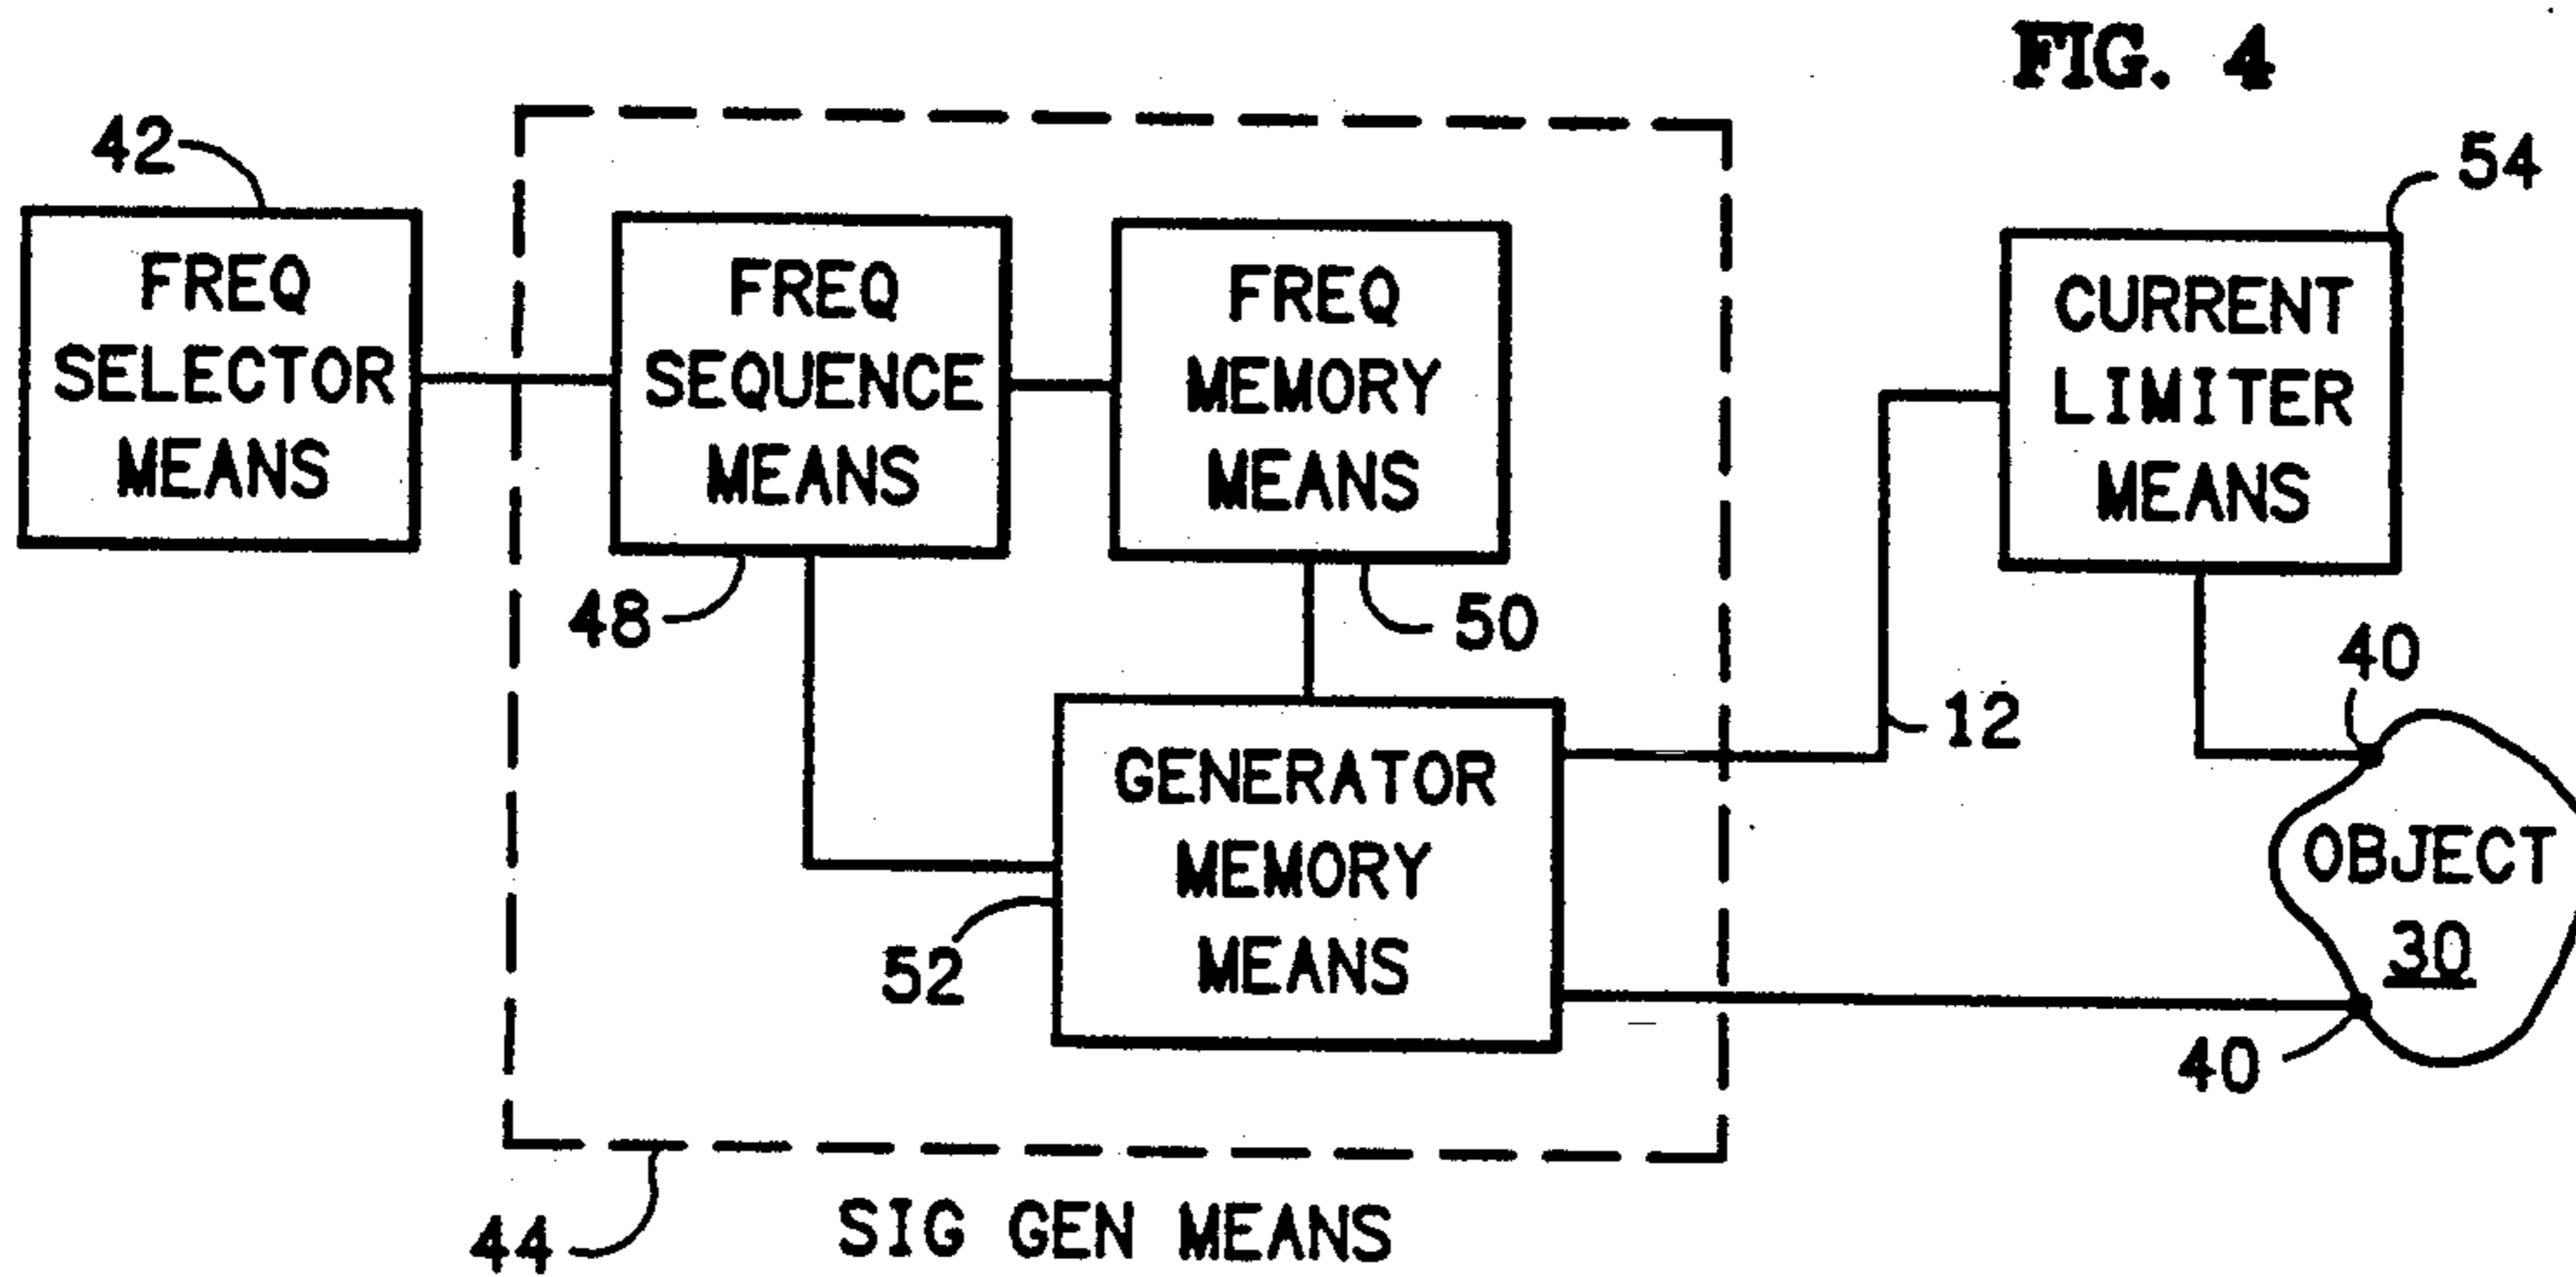 FIG. 4
42
54
FREQ
SELECTOR
MEANS
FREQ
SEQUENCE
MEANS
FREQ
MEMORY
MEANS
CURRENT
LIMITER
MEANS
48
50
40
12
GENERATOR
MEMORY
MEANS
52
OBJECT
30
40
44
SIG GEN MEANS